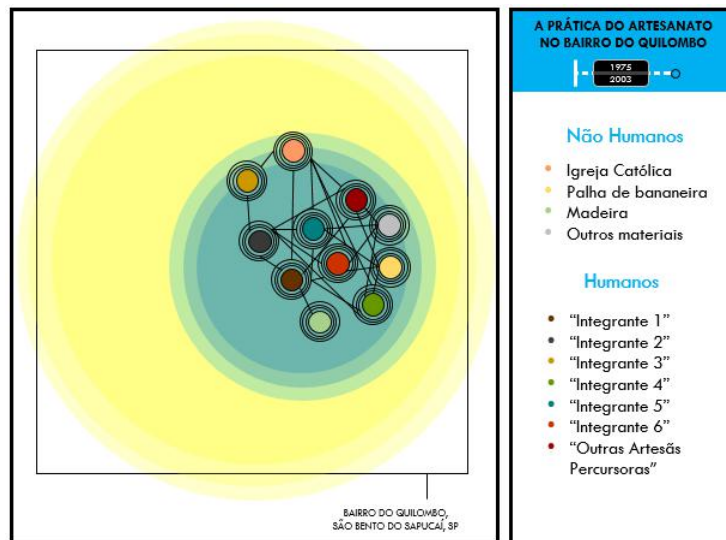 A PRÁTICA DO ARTESANATO
NO BAIRRO DO QUILOMBO
1975
2003
Não Humanos
Igreja Católica
Palha de bananeira
Madeira
Outros materiais
Humanos
"Integrante 1"
"Integrante 2"
"Integrante 3"
"Integrante 4"
"Integrante 5"
"Integrante 6"
"Outras Artesãs
Percursoras"
BAIRRO DO QUILOMBO,
SÃO BENTO DO SAPUCAÍ, SP